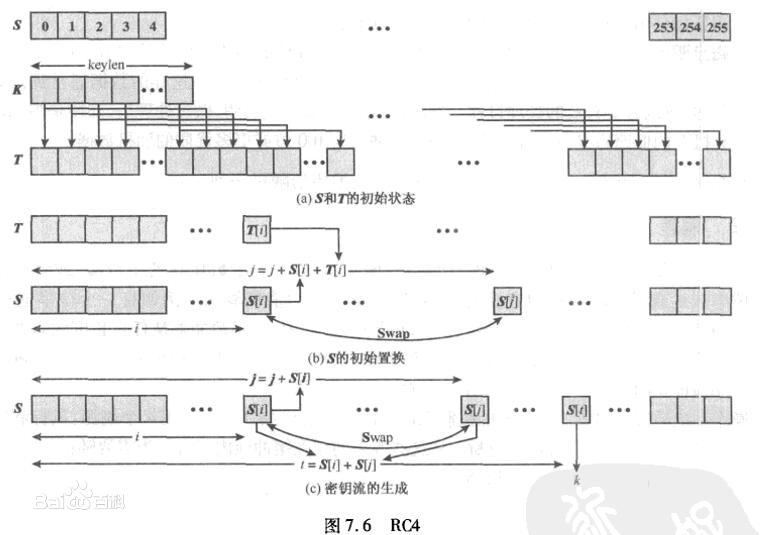 S 0 1 2 3 4 ••• 253 254 255
keylen
K ••• •••
T ••• ••• •••
(a) S和T的初始状态
T ••• T[i] •••
j = j + S[i] + T[i]
S ••• S[i] ••• S[j] •••
Swap
i
(b) S的初始置换
j = j + S[i]
S ••• S[i] ••• S[j] ••• S[t] •••
Swap
i
t = S[i] + S[j]
k
(c) 密钥流的生成
Bai百科
图 7.6 RC4